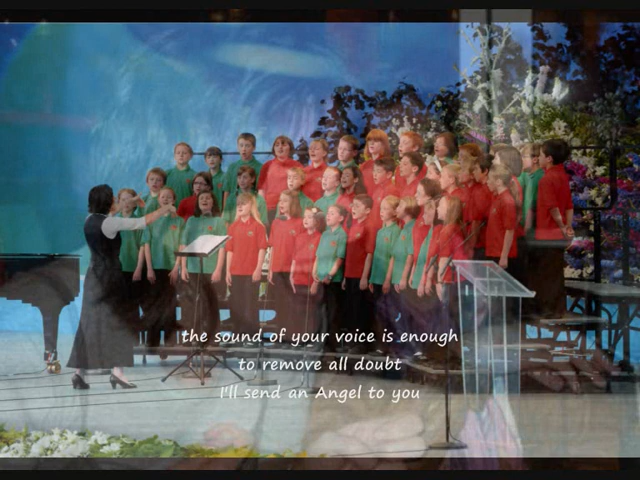 the sound of your voice is enough
to remove all doubt
I'll send an Angel to you